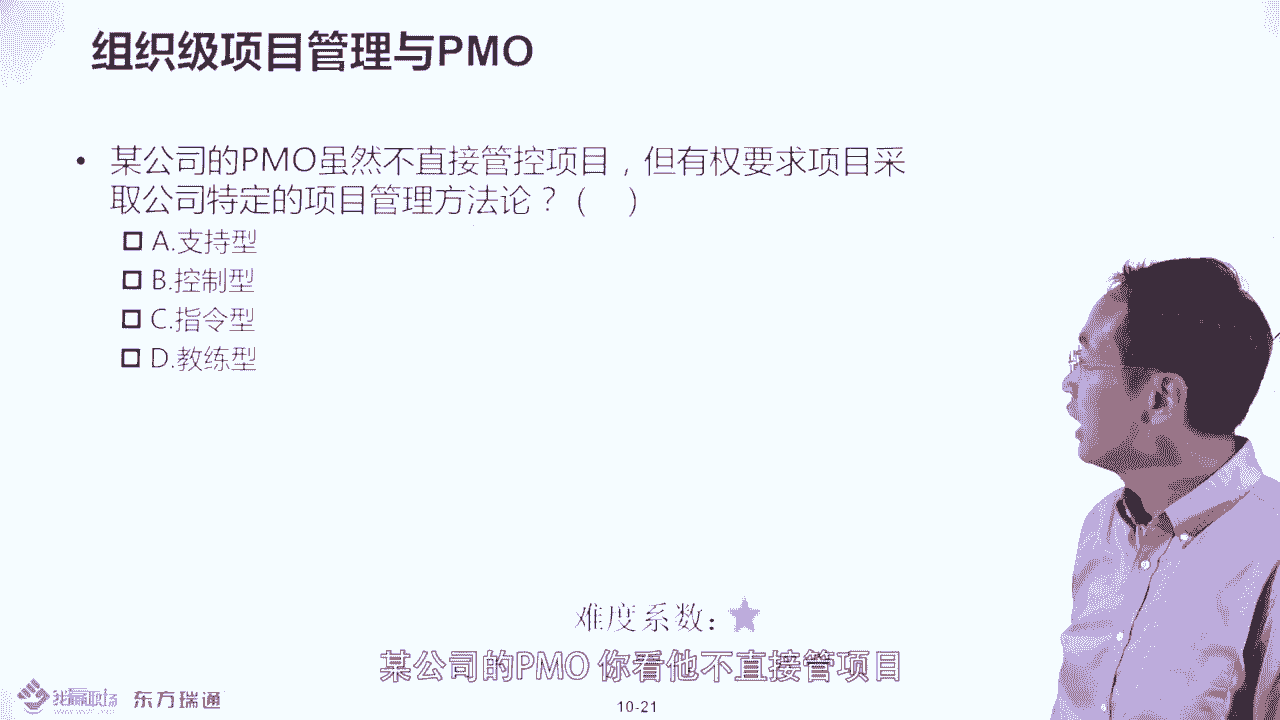 组织级项目管理与PMO
• 某公司的PMO虽然不直接管控项目，但有权要求项目采
取公司特定的项目管理方法论？（ ）
A.支持型
B.控制型
C.指令型
D.教练型
难度系数：
某公司的PMO 你看他不直接管项目
我赢职场 东方瑞通
10-21